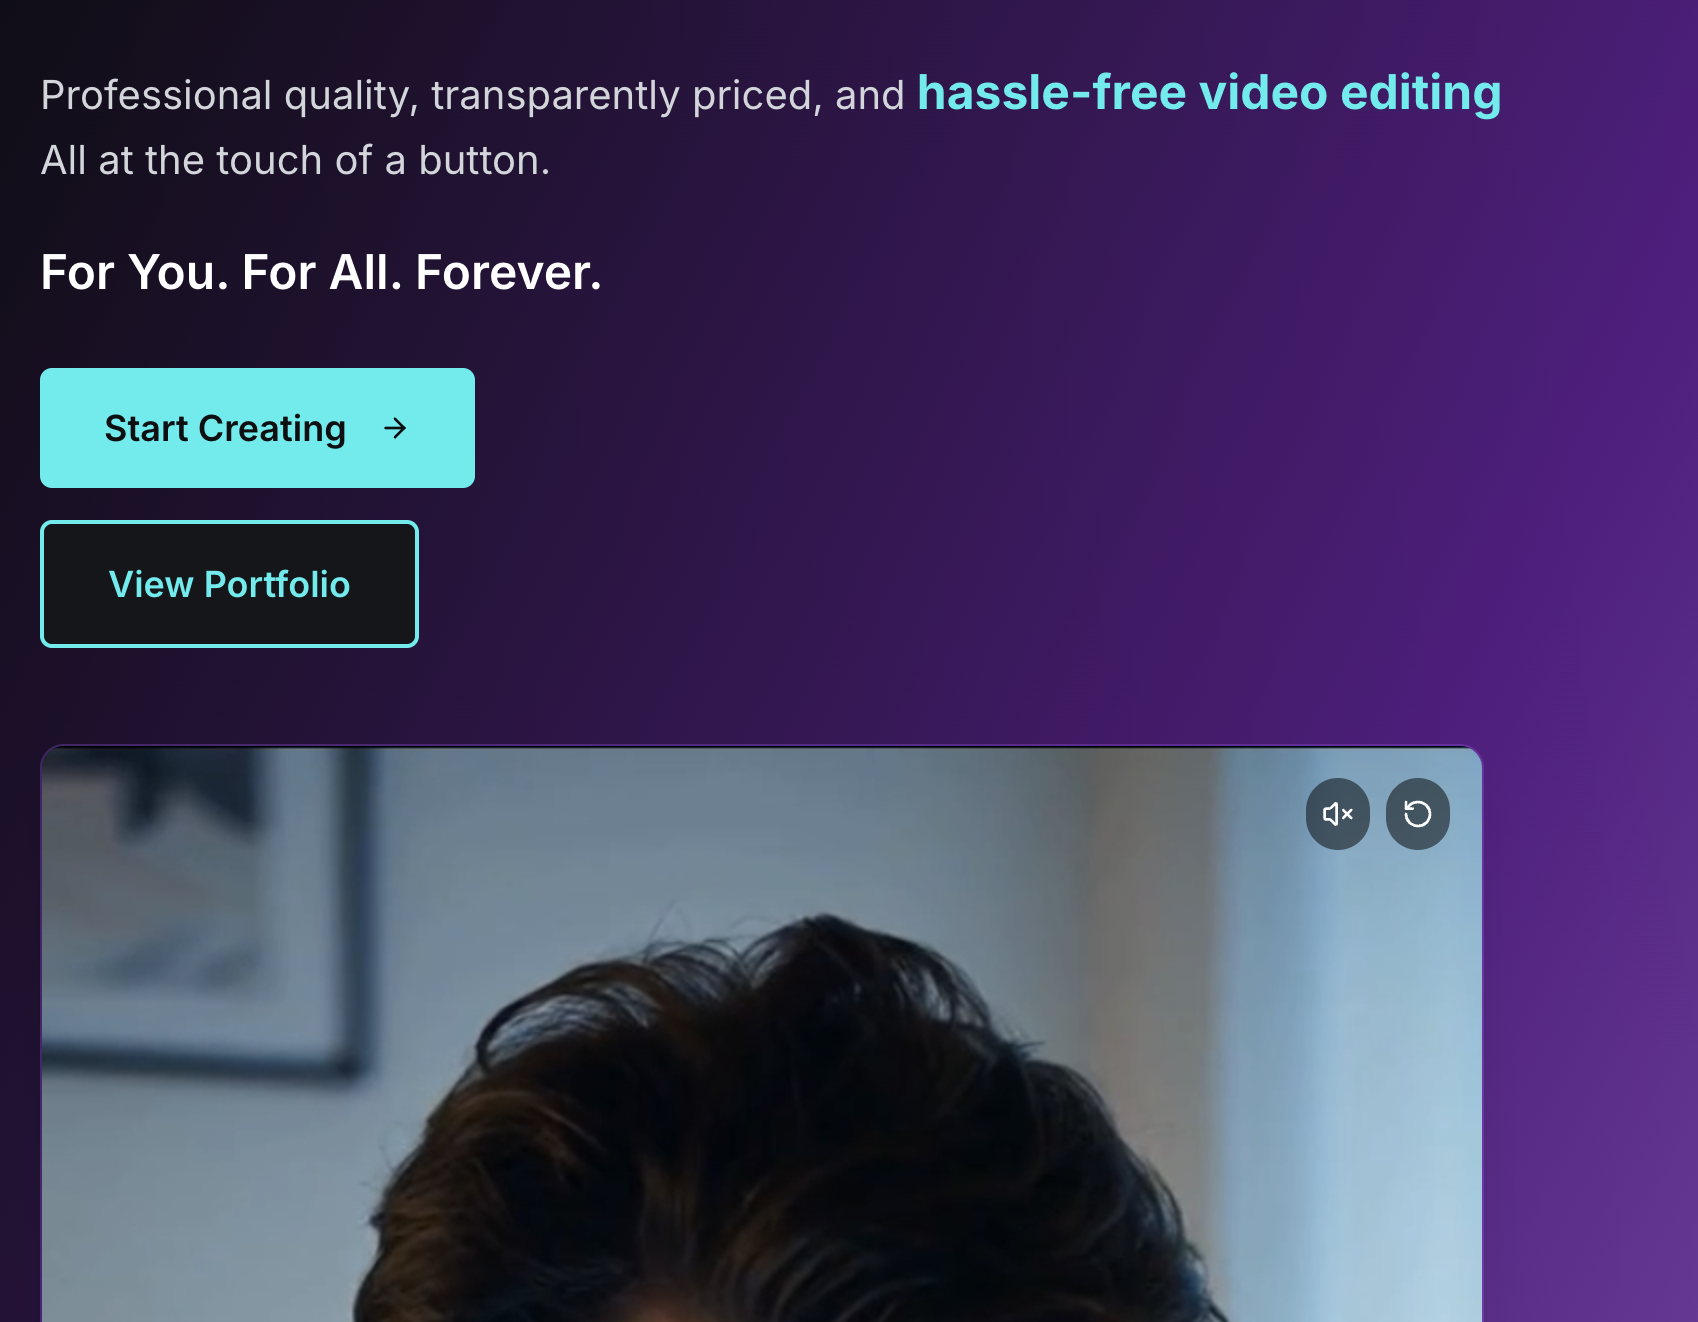 Professional quality, transparently priced, and hassle-free video editing
All at the touch of a button.
For You. For All. Forever.
Start Creating
View Portfolio